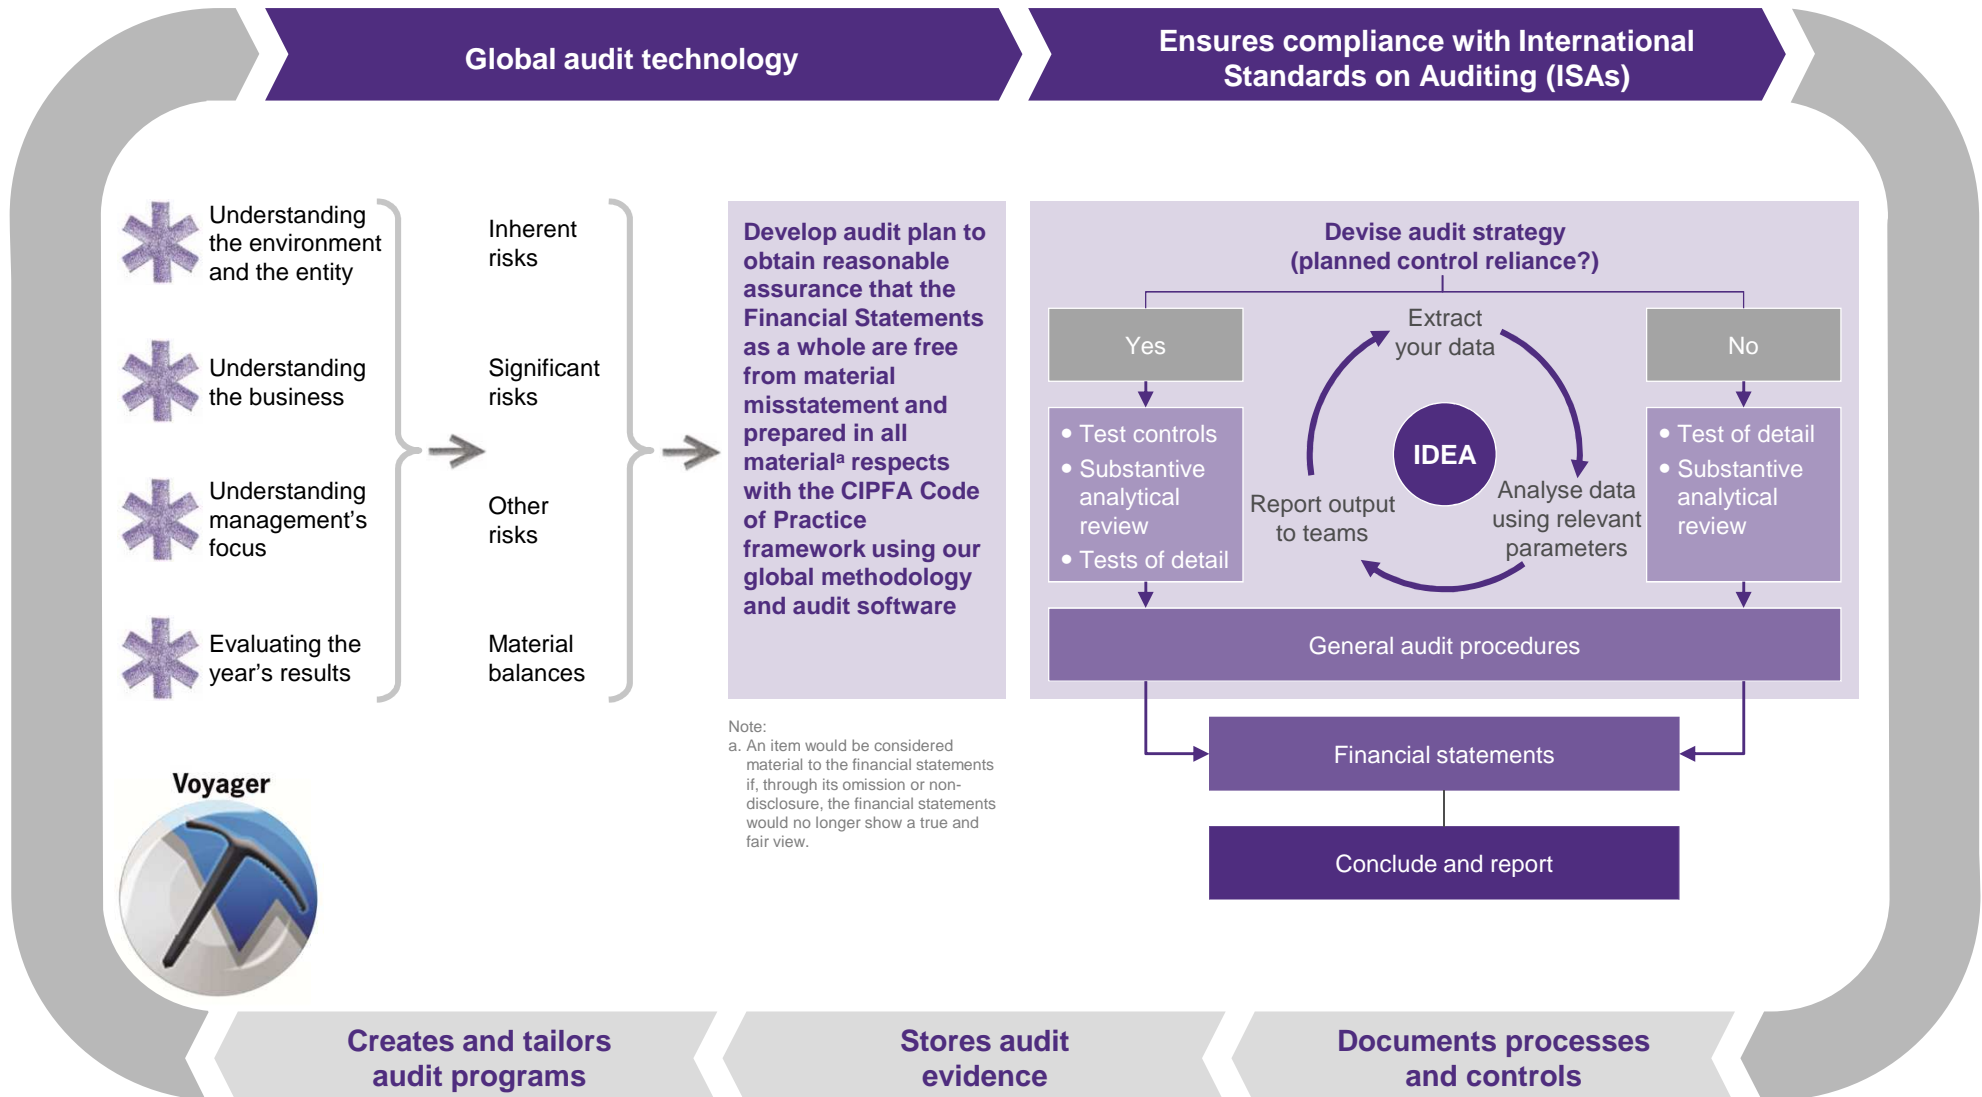 Global audit technology
Ensures compliance with International
Standards on Auditing (ISAs)
Understanding
the environment
and the entity
Understanding
the business
Understanding
management’s
focus
Evaluating the
year’s results
Inherent
risks
Significant
risks
Other
risks
Material
balances
Develop audit plan to
obtain reasonable
assurance that the
Financial Statements
as a whole are free
from material
misstatement and
prepared in all
materialᵃ respects
with the CIPFA Code
of Practice
framework using our
global methodology
and audit software
Note:
a. An item would be considered
material to the financial statements
if, through its omission or non-
disclosure, the financial statements
would no longer show a true and
fair view.
Devise audit strategy
(planned control reliance?)
Yes
• Test controls
• Substantive
analytical
review
• Tests of detail
Extract
your data
IDEA
Analyse data
using relevant
parameters
Report output
to teams
No
• Test of detail
• Substantive
analytical
review
General audit procedures
Financial statements
Conclude and report
Voyager
Creates and tailors
audit programs
Stores audit
evidence
Documents processes
and controls